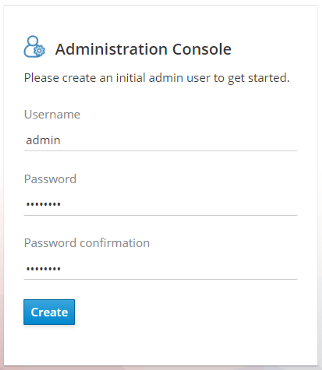 Administration Console
Please create an initial admin user to get started.
Username
admin
Password
••••••••
Password confirmation
••••••••
Create